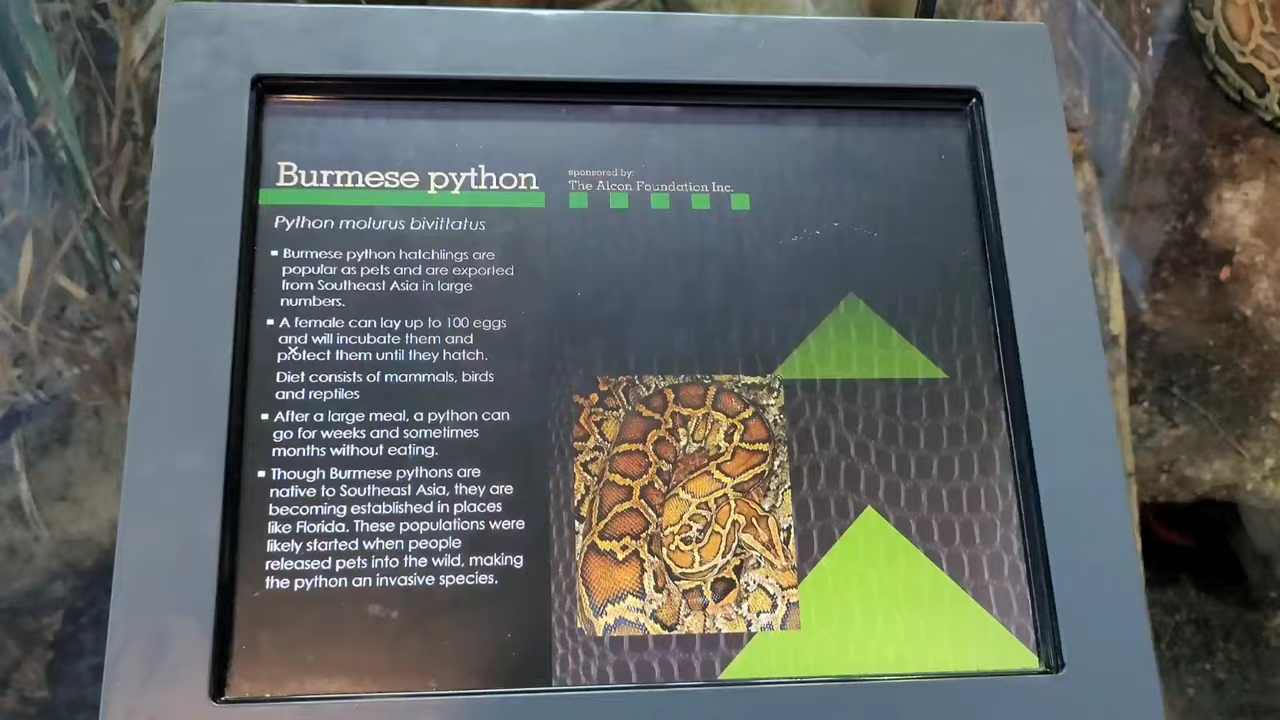 Burmese python
sponsored by:
The Alcon Foundation Inc.
Python molurus bivittatus
▪ Burmese python hatchlings are
popular as pets and are exported
from Southeast Asia in large
numbers.
▪ A female can lay up to 100 eggs
and will incubate them and
protect them until they hatch.
Diet consists of mammals, birds
and reptiles
▪ After a large meal, a python can
go for weeks and sometimes
months without eating.
▪ Though Burmese pythons are
native to Southeast Asia, they are
becoming established in places
like Florida. These populations were
likely started when people
released pets into the wild, making
the python an invasive species.